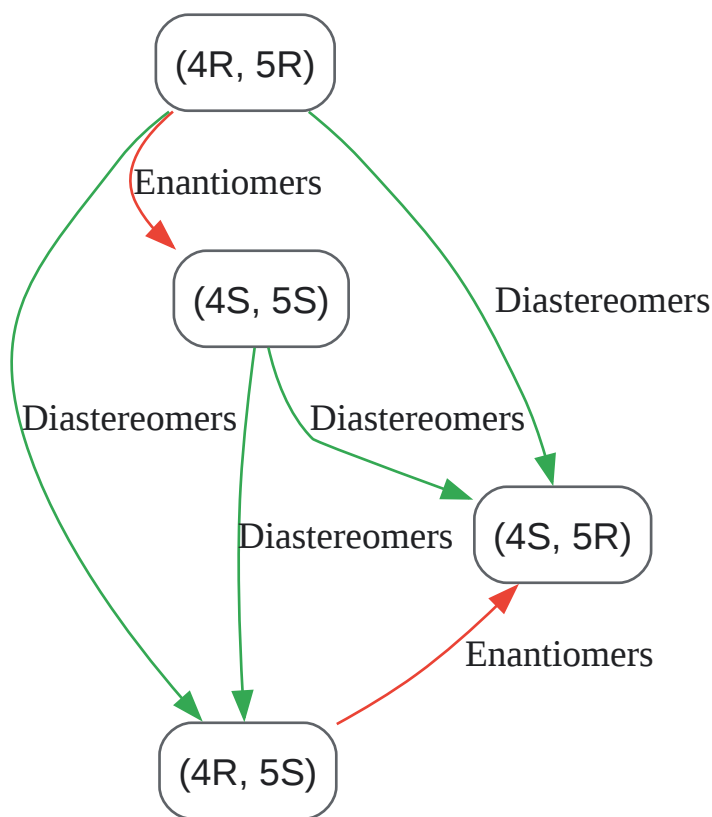 (4R, 5R)
Enantiomers
(4S, 5S)
Diastereomers
Diastereomers
Diastereomers
Diastereomers
(4S, 5R)
Enantiomers
(4R, 5S)